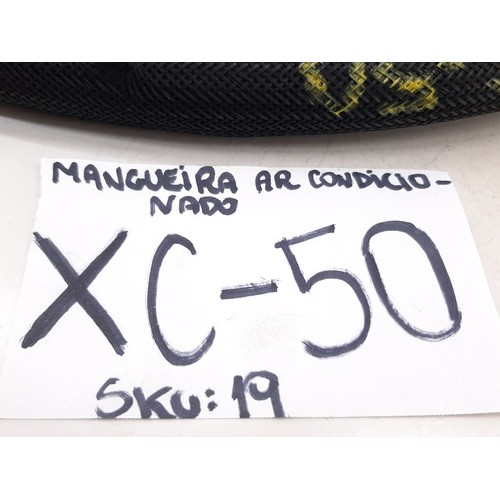 MANGUEIRA AR CONDICIO-
NADO
XC-50
SKU: 19